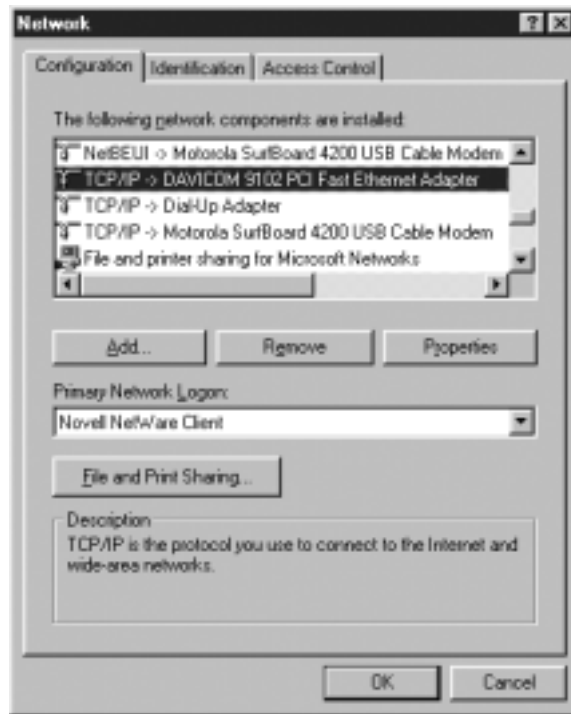 Network
Configuration Identification Access Control
The following network components are installed:
NetBEUI -> Motorola SurfBoard 4200 USB Cable Modem
TCP/IP -> DAVICOM 9102 PCI Fast Ethernet Adapter
TCP/IP -> Dial-Up Adapter
TCP/IP -> Motorola SurfBoard 4200 USB Cable Modem
File and printer sharing for Microsoft Networks
Add... Remove Properties
Primary Network Logon:
Novell NetWare Client
File and Print Sharing...
Description
TCP/IP is the protocol you use to connect to the Internet and
wide-area networks.
OK Cancel